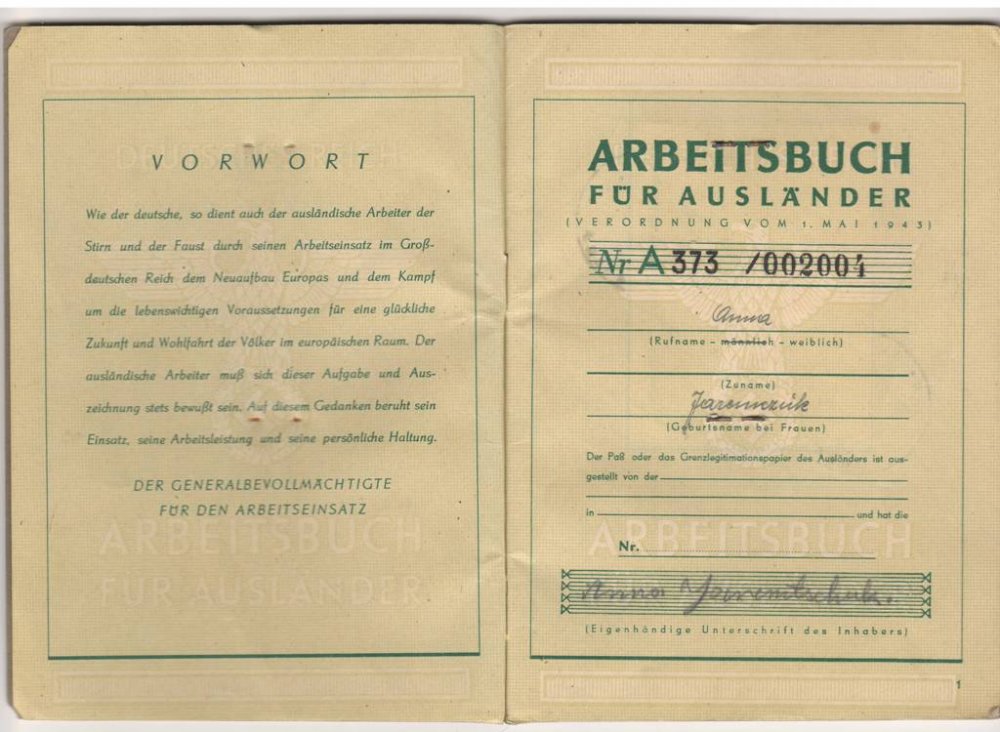 VORWORT
Wie der deutsche, so dient auch der ausländische Arbeiter der
Stirn und der Faust durch seinen Arbeitseinsatz im Groß-
deutschen Reich dem Neuaufbau Europas und dem Kampf
um die lebenswichtigen Voraussetzungen für eine glückliche
Zukunft und Wohlfahrt der Völker im europäischen Raum. Der
ausländische Arbeiter muß sich dieser Aufgabe und Aus-
zeichnung stets bewußt sein. Auf diesem Gedanken beruht sein
Einsatz, seine Arbeitsleistung und seine persönliche Haltung.
DER GENERALBEVOLLMÄCHTIGTE
FÜR DEN ARBEITSEINSATZ
ARBEITSBUCH
FÜR AUSLÄNDER
ARBEITSBUCH
FÜR AUSLÄNDER
(VERORDNUNG VOM 1. MAI 1943)
Nr A 373 /002004
Anna
(Rufname – männlich – weiblich)
(Zuname)
Jaremczuk
(Geburtsname bei Frauen)
Der Paß oder das Grenzlegitimationspapier des Ausländers ist aus-
gestellt von der
in und hat die
ARBEITSBUCH
Nr.
Anna
(Eigenhändige Unterschrift des Inhabers)
1